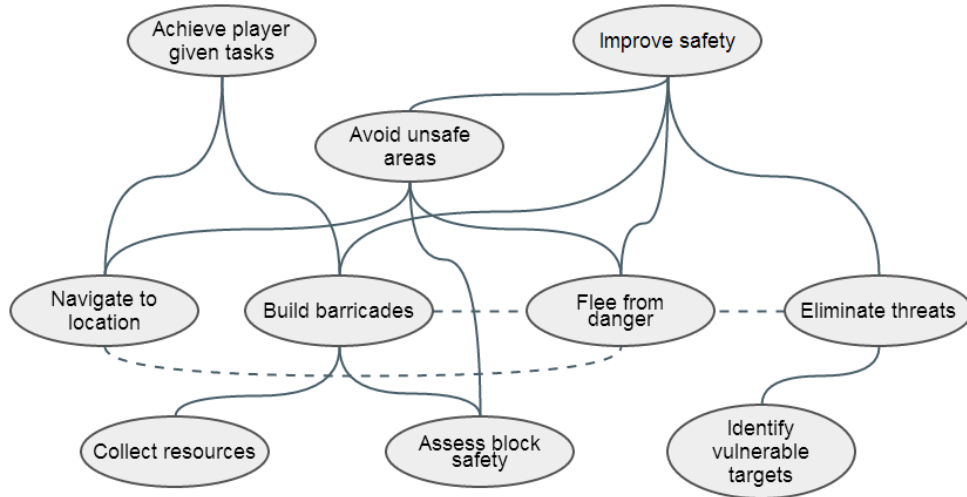 Achieve player
given tasks
Improve safety
Avoid unsafe
areas
Navigate to
location
Build barricades
Flee from
danger
Eliminate threats
Collect resources
Assess block
safety
Identify
vulnerable
targets